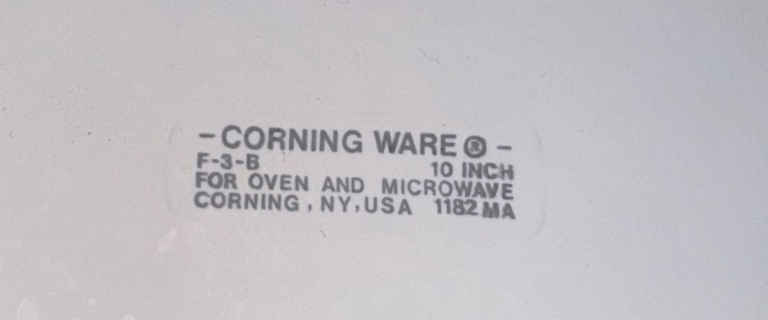 - CORNING WARE ® -
F-3-B 10 INCH
FOR OVEN AND MICROWAVE
CORNING, NY, USA 1182 MA